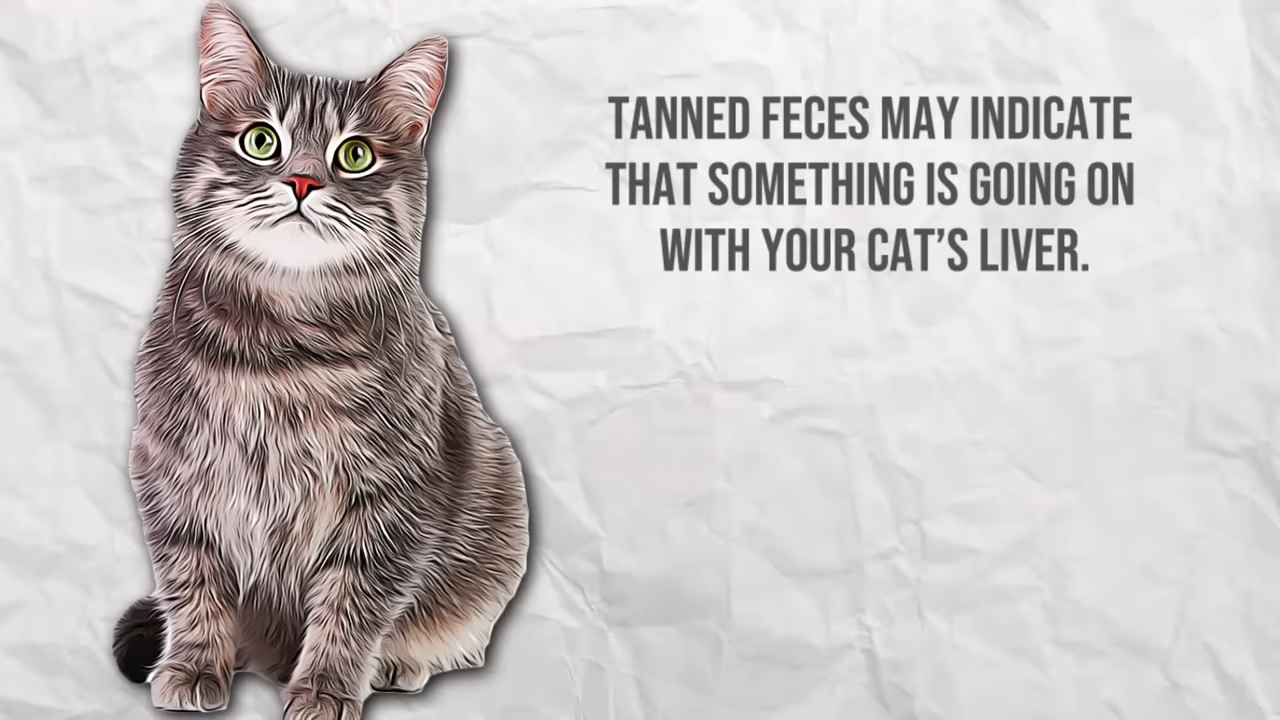 TANNED FECES MAY INDICATE
THAT SOMETHING IS GOING ON
WITH YOUR CAT’S LIVER.